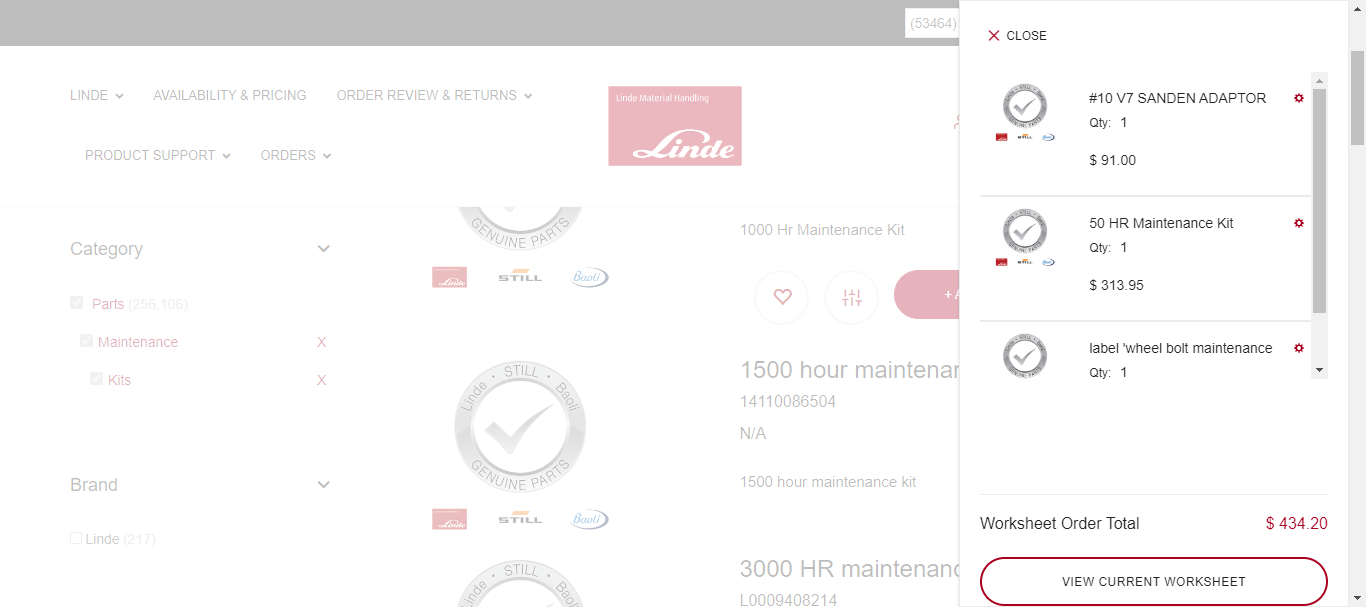 (53464)
CLOSE
LINDE
AVAILABILITY & PRICING
ORDER REVIEW & RETURNS
PRODUCT SUPPORT
ORDERS
Linde Material Handling
Linde
Category
Parts (256,106)
Maintenance X
Kits X
Brand
Linde (217)
GENUINE PARTS
Linde STILL Baoli
1000 Hr Maintenance Kit
+ A
Linde • STILL • Baoli
GENUINE PARTS
Linde STILL Baoli
1500 hour maintenan
14110086504
N/A
1500 hour maintenance kit
Linde • STILL • Baoli
3000 HR maintenanc
L0009408214
#10 V7 SANDEN ADAPTOR
Qty: 1
$ 91.00
50 HR Maintenance Kit
Qty: 1
$ 313.95
label 'wheel bolt maintenance
Qty: 1
Worksheet Order Total
$ 434.20
VIEW CURRENT WORKSHEET